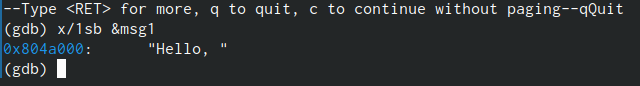 --Type <RET> for more, q to quit, c to continue without paging--qQuit
(gdb) x/1sb &msg1
0x804a000:      "Hello, "
(gdb)